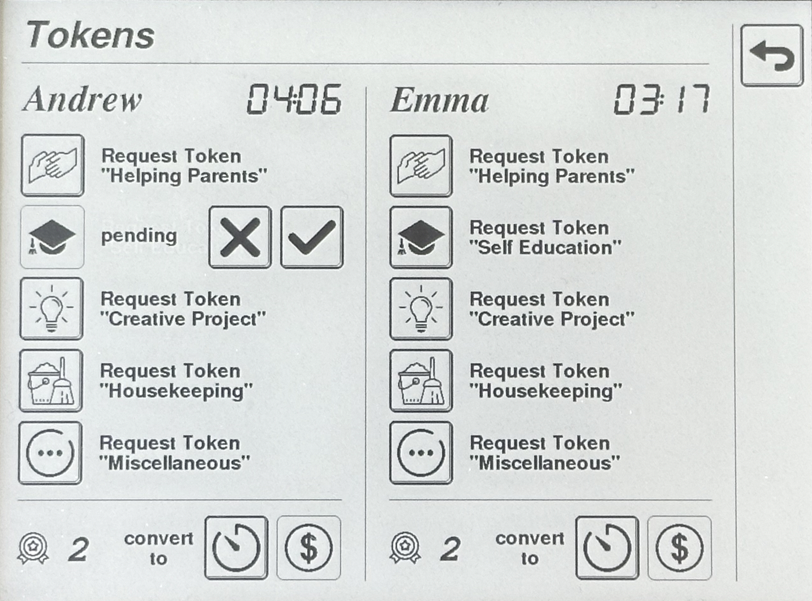 Tokens
Andrew 04:06
Request Token
"Helping Parents"
pending
Request Token
"Creative Project"
Request Token
"Housekeeping"
Request Token
"Miscellaneous"
2 convert
to
$
Emma 03:17
Request Token
"Helping Parents"
Request Token
"Self Education"
Request Token
"Creative Project"
Request Token
"Housekeeping"
Request Token
"Miscellaneous"
2 convert
to
$